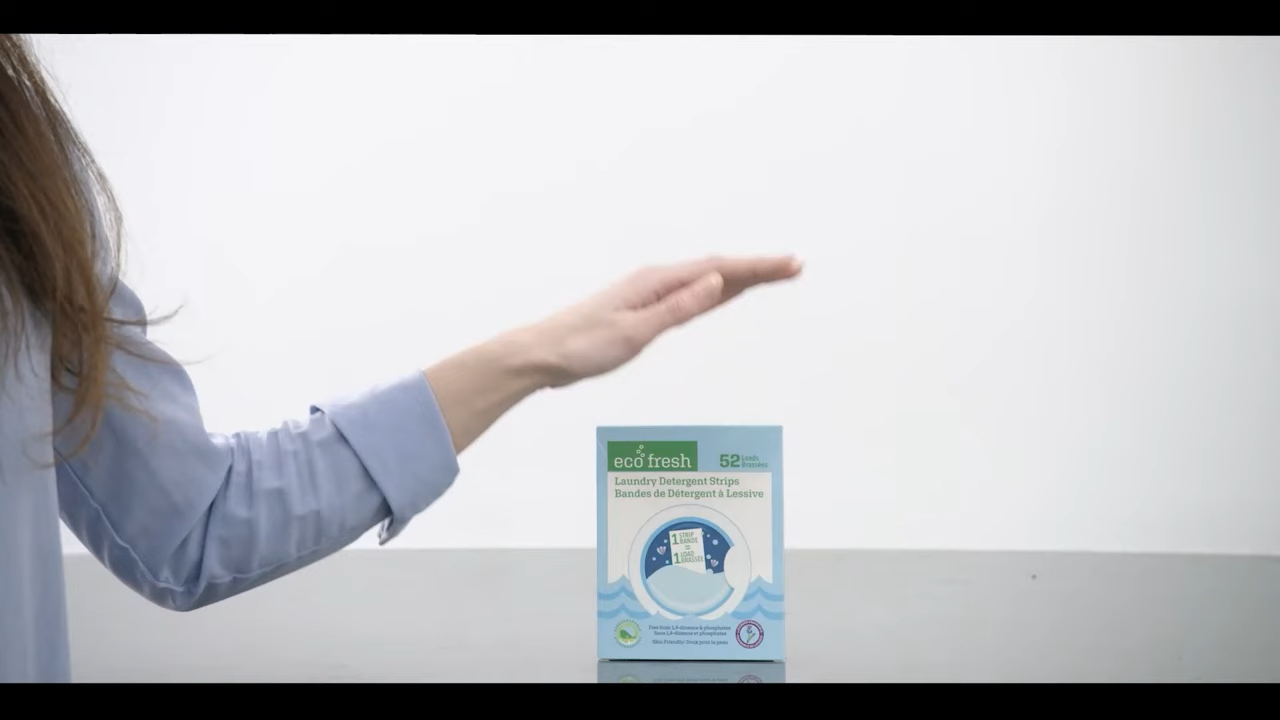 eco fresh
52 Loads
Brassées
Laundry Detergent Strips
Bandes de Détergent à Lessive
1 STRIP
BANDE
=
1 LOAD
BRASSÉE
Free from 1,4-dioxane & phosphates
Sans 1,4-dioxane et phosphates
Skin Friendly/Doux pour la peau